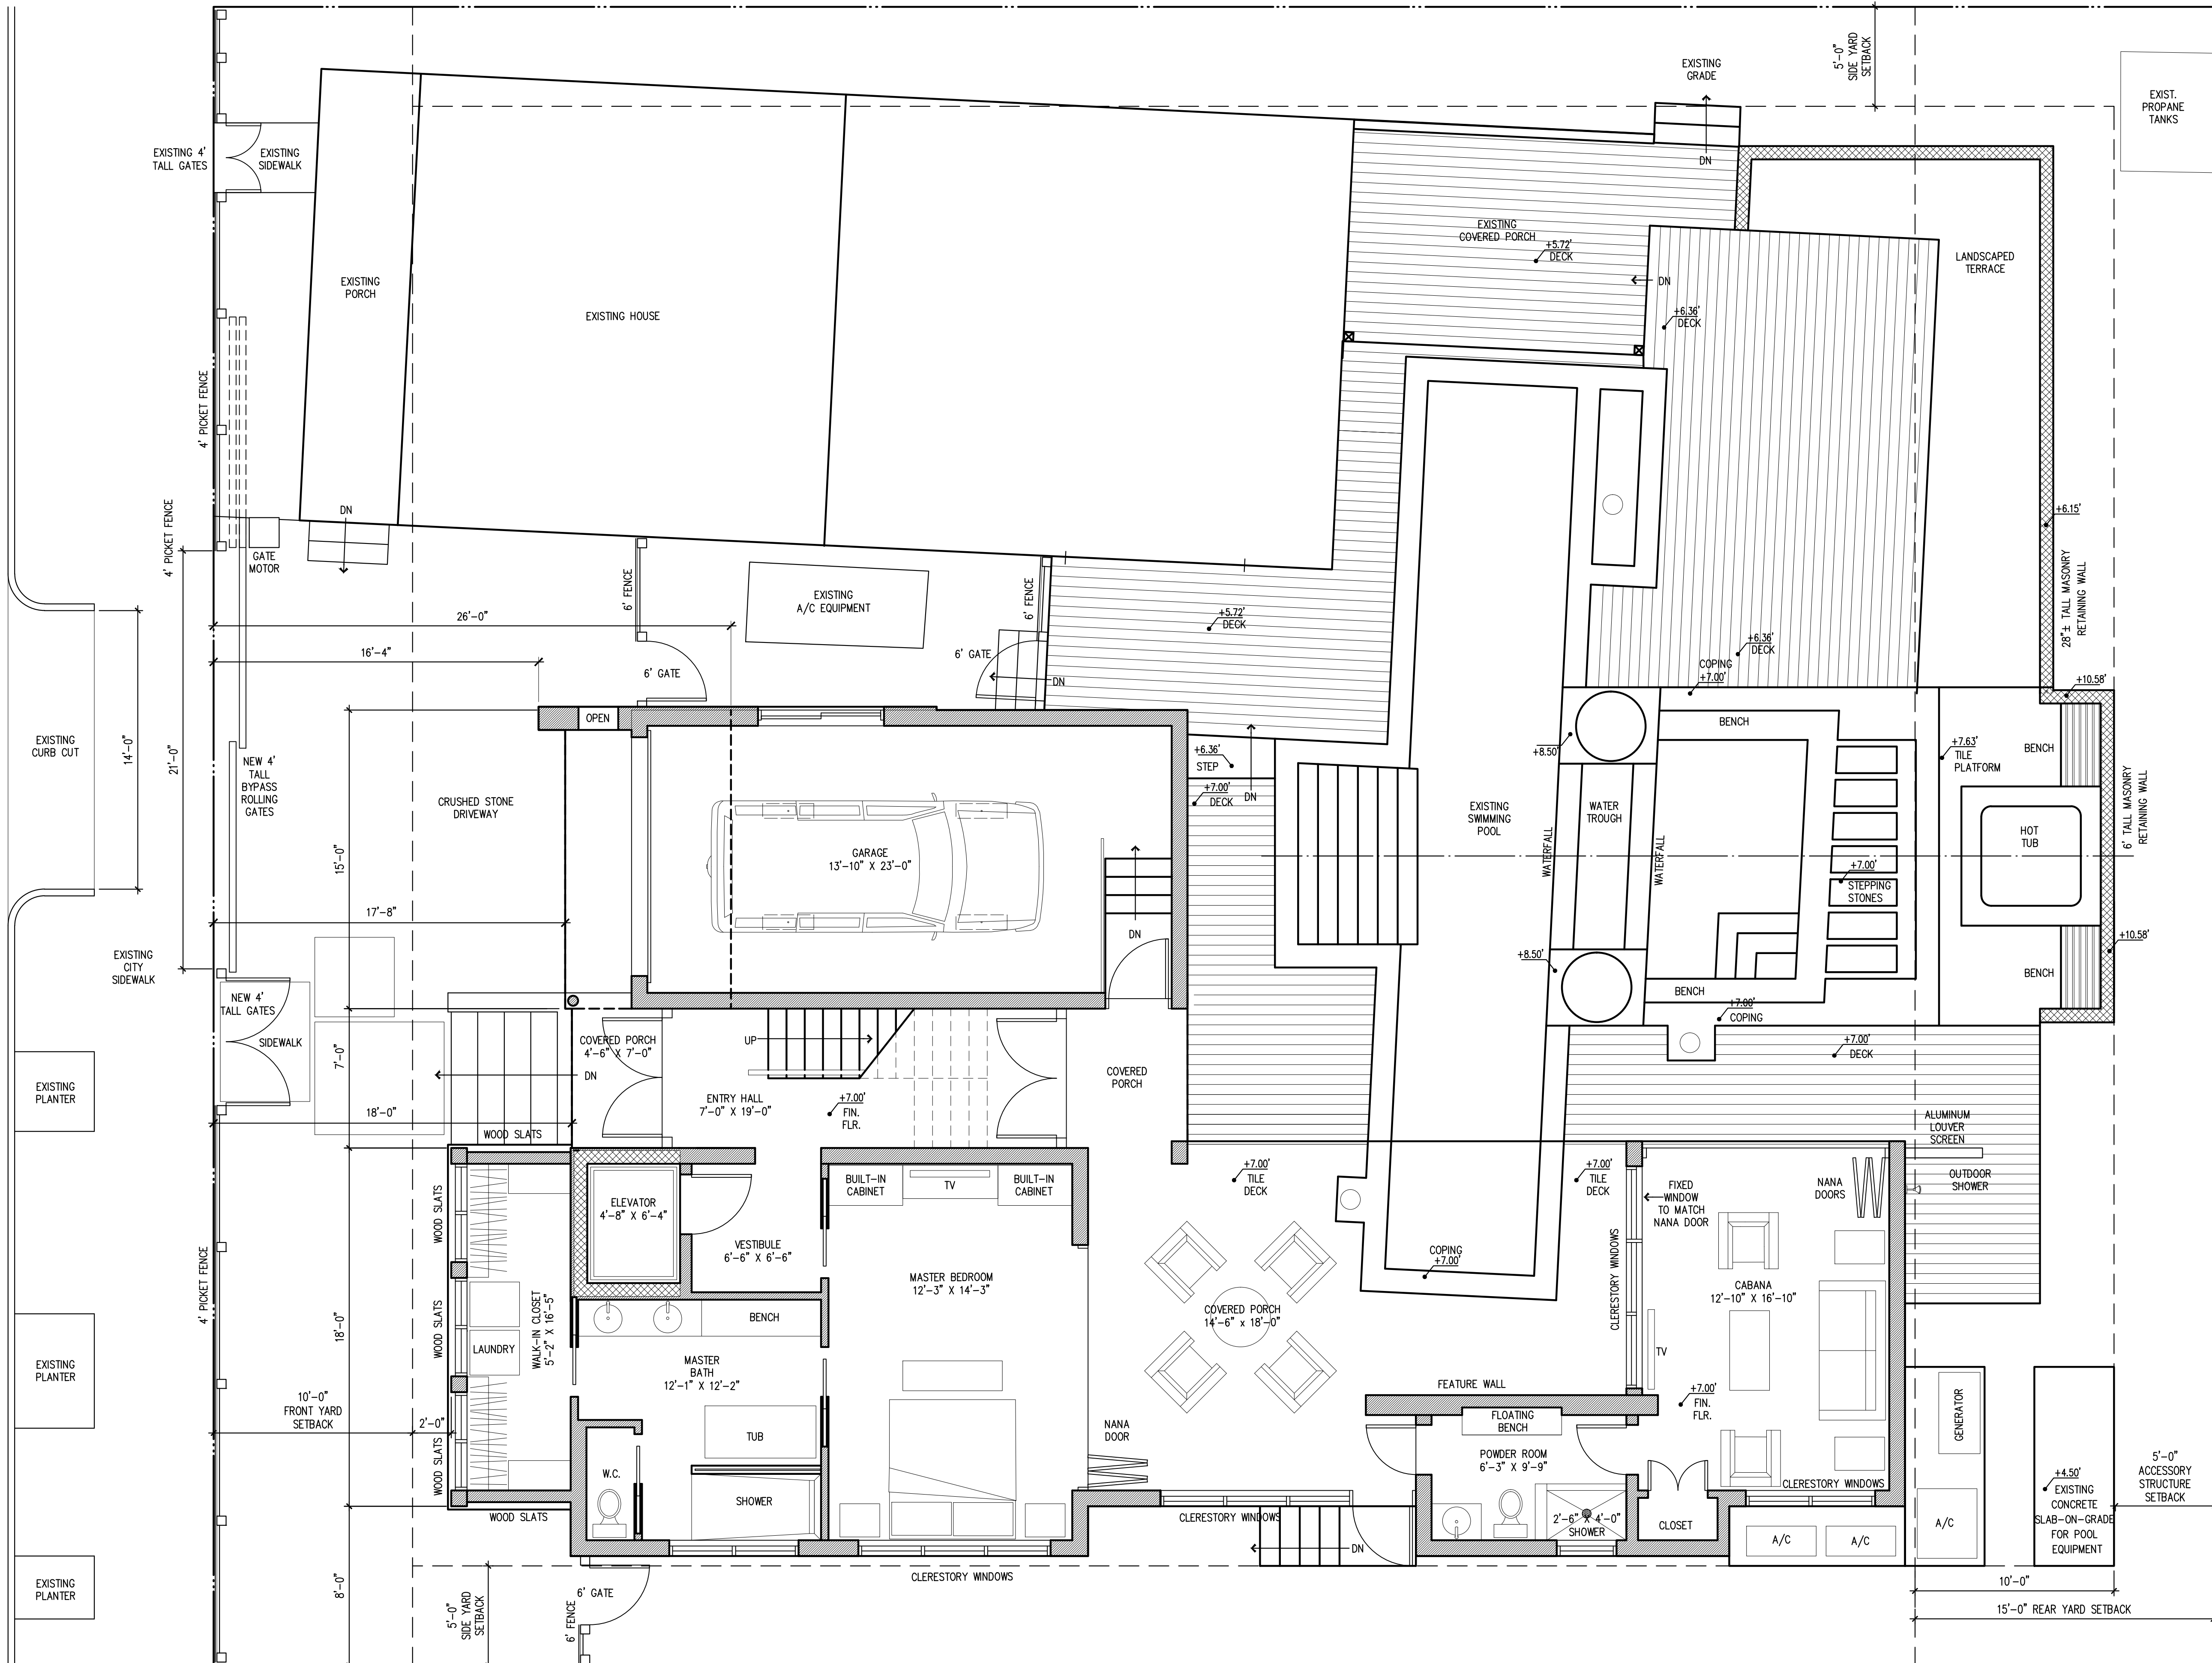 5'-0"
SIDE YARD
SETBACK
EXISTING
GRADE
EXIST.
PROPANE
TANKS
DN
EXISTING 4'
TALL GATES
EXISTING
SIDEWALK
EXISTING
COVERED PORCH
+5.72'
DECK
LANDSCAPED
TERRACE
EXISTING
PORCH
DN
EXISTING HOUSE
+6.36'
DECK
4' PICKET FENCE
4' PICKET FENCE
DN
+6.15'
GATE
MOTOR
28"± TALL MASONRY
RETAINING WALL
6' FENCE
EXISTING
A/C EQUIPMENT
6' FENCE
+5.72'
DECK
26'-0"
+6.36'
DECK
16'-4"
6' GATE
6' GATE
DN
COPING
+7.00'
+10.58'
OPEN
BENCH
EXISTING
CURB CUT
14'-0"
21'-0"
+6.36'
STEP
+8.50'
+7.63'
TILE
PLATFORM
BENCH
NEW 4'
TALL
BYPASS
ROLLING
GATES
CRUSHED STONE
DRIVEWAY
+7.00'
DECK
DN
EXISTING
SWIMMING
POOL
WATER
TROUGH
6' TALL MASONRY
RETAINING WALL
15'-0"
GARAGE
13'-10" X 23'-0"
WATERFALL
WATERFALL
HOT
TUB
+7.00'
STEPPING
STONES
17'-8"
DN
+10.58'
EXISTING
CITY
SIDEWALK
+8.50'
BENCH
BENCH
NEW 4'
TALL GATES
SIDEWALK
+7.00'
COPING
7'-0"
COVERED PORCH
4'-6" X 7'-0"
UP
+7.00'
DECK
DN
COVERED
PORCH
EXISTING
PLANTER
ENTRY HALL
7'-0" X 19'-0"
+7.00'
FIN.
FLR.
18'-0"
WOOD SLATS
ALUMINUM
LOUVER
SCREEN
+7.00'
TILE
DECK
+7.00'
TILE
DECK
BUILT-IN
CABINET
TV
BUILT-IN
CABINET
FIXED
WINDOW
TO MATCH
NANA DOOR
NANA
DOORS
OUTDOOR
SHOWER
WOOD SLATS
ELEVATOR
4'-8" X 6'-4"
VESTIBULE
6'-6" X 6'-6"
4' PICKET FENCE
MASTER BEDROOM
12'-3" X 14'-3"
COPING
+7.00'
CLERESTORY WINDOWS
CABANA
12'-10" X 16'-10"
COVERED PORCH
14'-6" x 18'-0"
18'-0"
WOOD SLATS
LAUNDRY
WALK-IN CLOSET
5'-2" X 16'-5"
BENCH
TV
EXISTING
PLANTER
MASTER
BATH
12'-1" X 12'-2"
FEATURE WALL
+7.00'
FIN.
FLR.
10'-0"
FRONT YARD
SETBACK
2'-0"
TUB
NANA
DOOR
FLOATING
BENCH
GENERATOR
WOOD SLATS
W.C.
POWDER ROOM
6'-3" X 9'-9"
CLERESTORY WINDOWS
+4.50'
EXISTING
CONCRETE
SLAB-ON-GRADE
FOR POOL
EQUIPMENT
5'-0"
ACCESSORY
STRUCTURE
SETBACK
SHOWER
WOOD SLATS
CLERESTORY WINDOWS
2'-6" X 4'-0"
SHOWER
CLOSET
A/C
A/C
A/C
DN
CLERESTORY WINDOWS
8'-0"
5'-0"
SIDE YARD
SETBACK
6' GATE
6' FENCE
EXISTING
PLANTER
10'-0"
15'-0" REAR YARD SETBACK